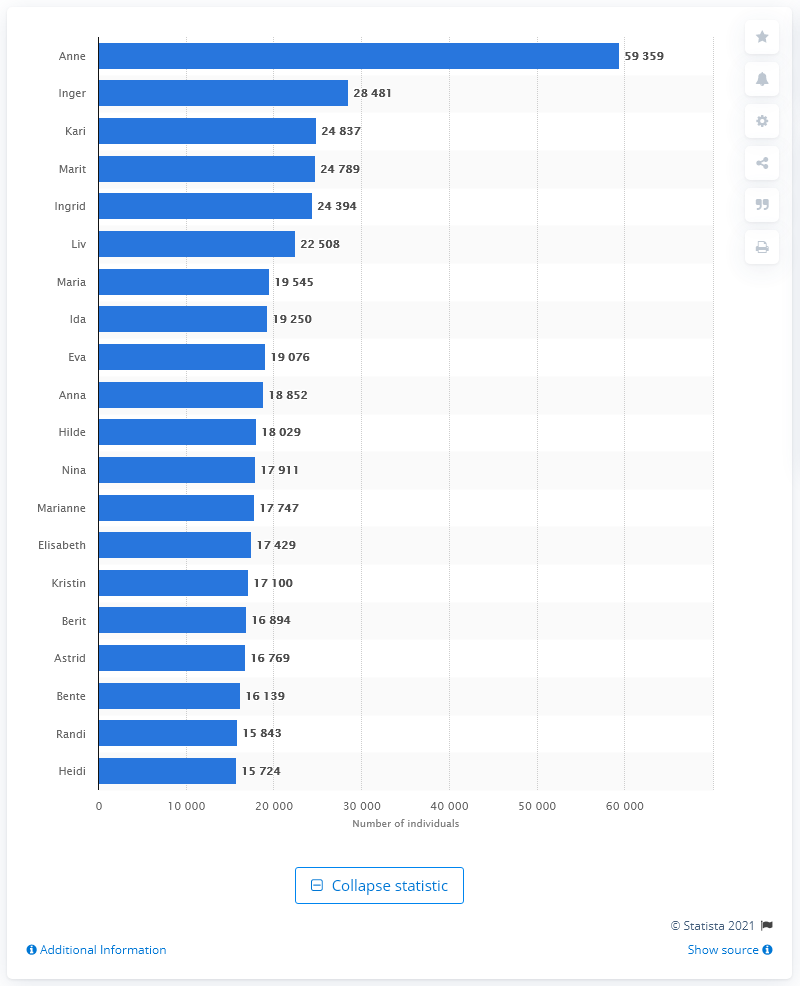 Anne 59 359
Inger 28 481
Kari 24 837
Marit 24 789
Ingrid 24 394
Liv 22 508
Maria 19 545
Ida 19 250
Eva 19 076
Anna 18 852
Hilde 18 029
Nina 17 911
Marianne 17 747
Elisabeth 17 429
Kristin 17 100
Berit 16 894
Astrid 16 769
Bente 16 139
Randi 15 843
Heidi 15 724
0 10 000 20 000 30 000 40 000 50 000 60 000
Number of individuals
Collapse statistic
© Statista 2021
Additional Information Show source